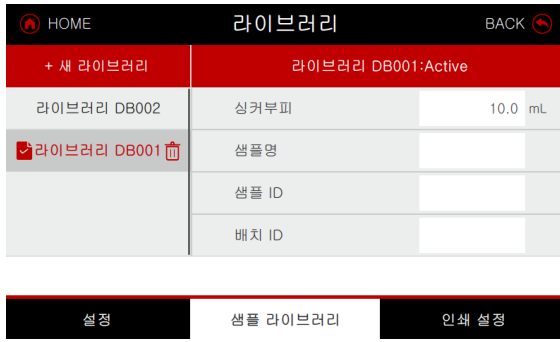 HOME
라이브러리
BACK
+ 새 라이브러리
라이브러리 DB001:Active
라이브러리 DB002
라이브러리 DB001
싱커부피
10.0 mL
샘플명
샘플 ID
배치 ID
설정
샘플 라이브러리
인쇄 설정